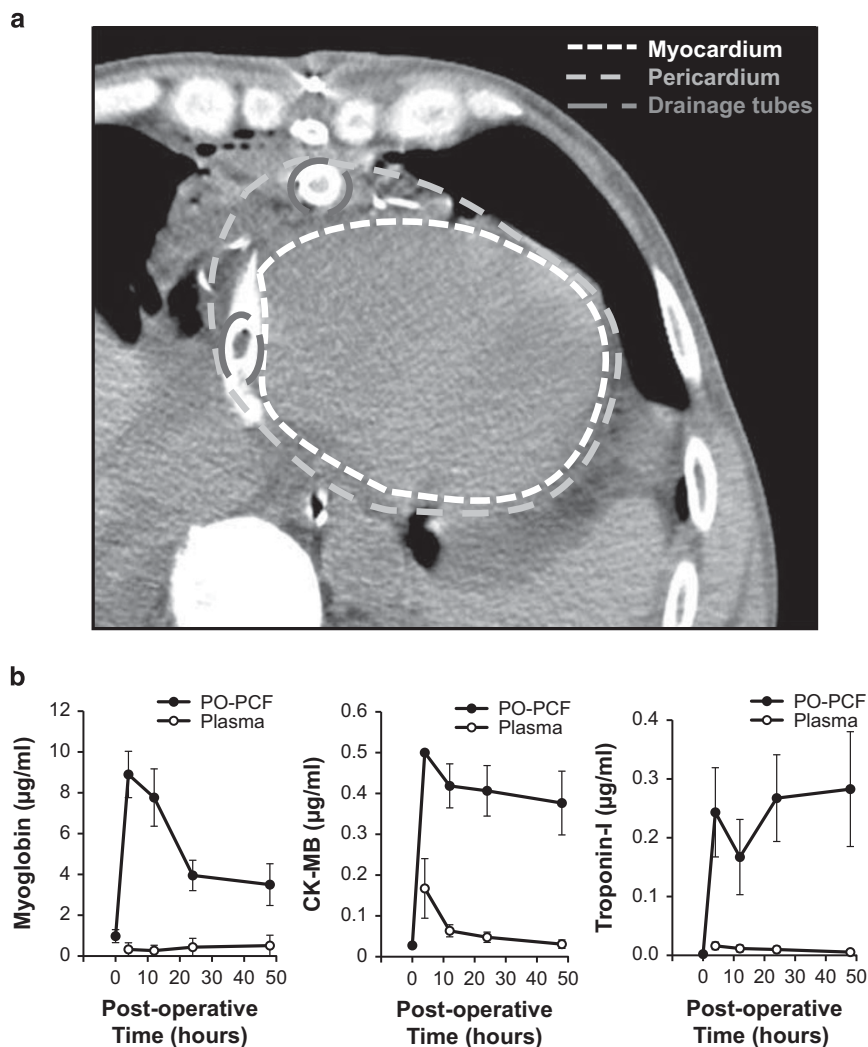 a
Myocardium
Pericardium
Drainage tubes
b
PO-PCF
Plasma
12
10
8
6
4
2
0
Myoglobin (µg/ml)
0 10 20 30 40 50
Post-operative
Time (hours)
PO-PCF
Plasma
0.6
0.5
0.4
0.3
0.2
0.1
0
CK-MB (µg/ml)
0 10 20 30 40 50
Post-operative
Time (hours)
PO-PCF
Plasma
0.4
0.3
0.2
0.1
0.0
Troponin-I (µg/ml)
0 10 20 30 40 50
Post-operative
Time (hours)